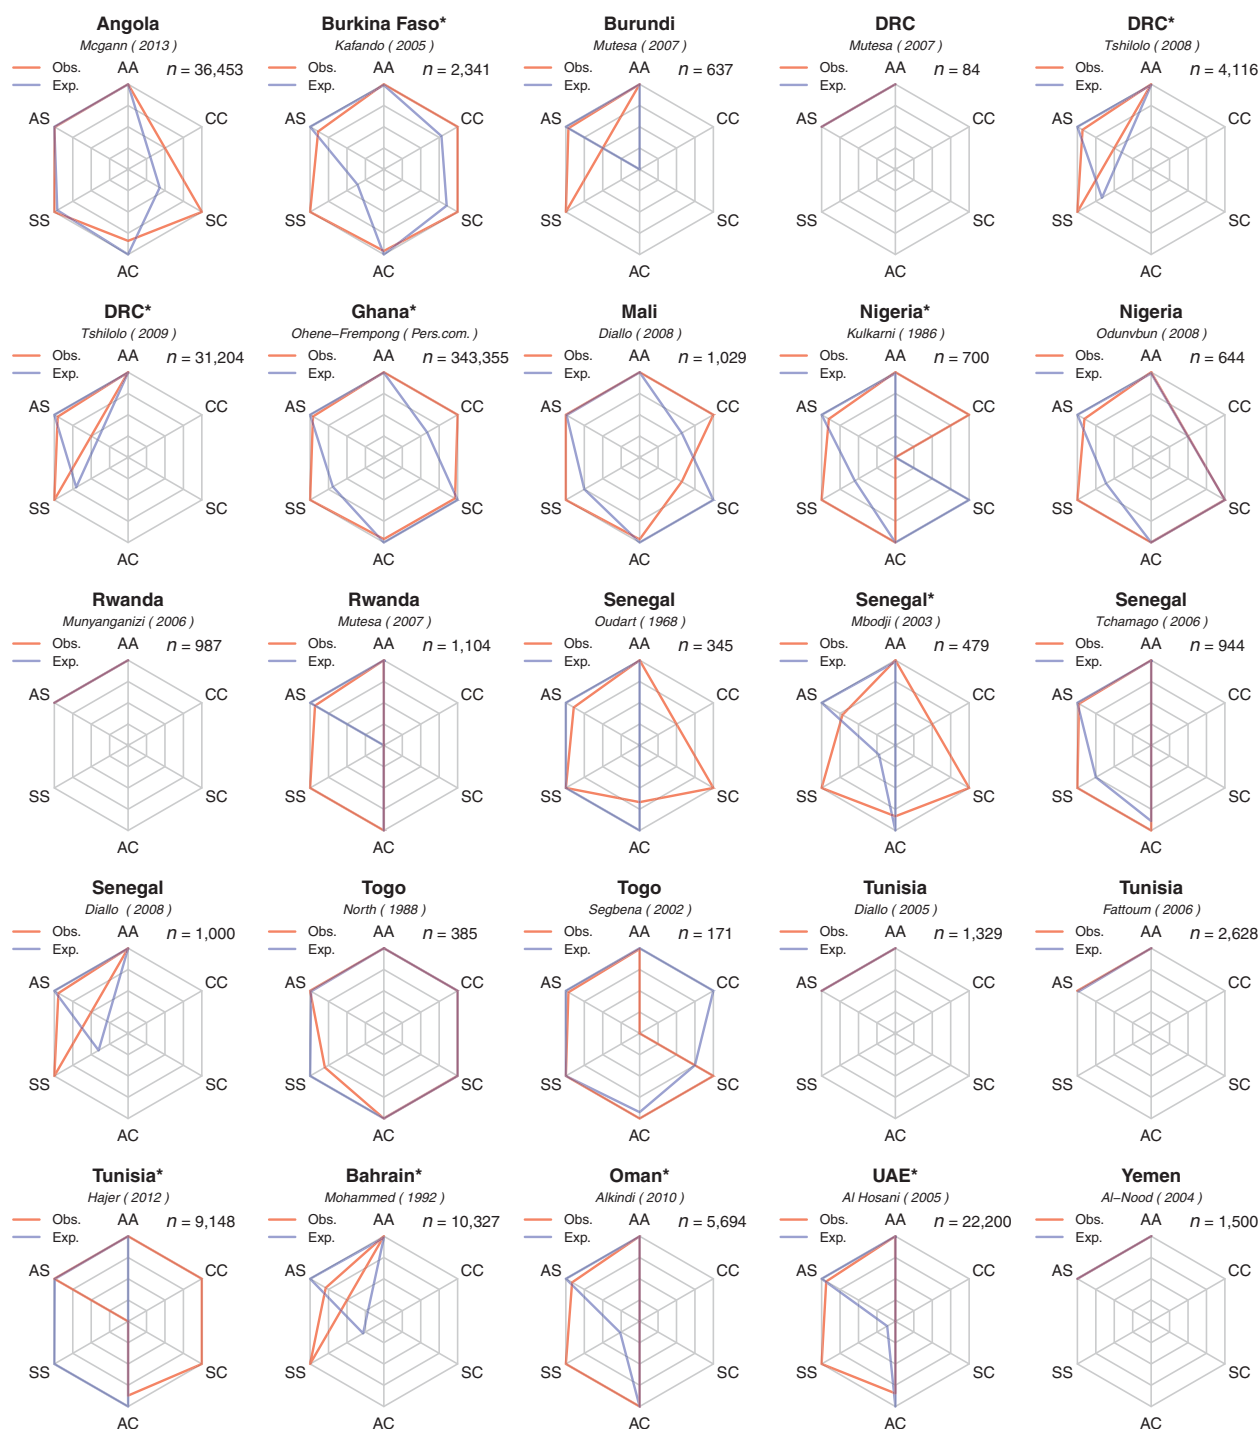 Angola
Mcgann ( 2013 )
Obs. AA n = 36,453
Exp.
AS CC
SS SC
AC
Burkina Faso*
Kafando ( 2005 )
Obs. AA n = 2,341
Exp.
AS CC
SS SC
AC
Burundi
Mutesa ( 2007 )
Obs. AA n = 637
Exp.
AS CC
SS SC
AC
DRC
Mutesa ( 2007 )
Obs. AA n = 84
Exp.
AS CC
SS SC
AC
DRC*
Tshilolo ( 2008 )
Obs. AA n = 4,116
Exp.
AS CC
SS SC
AC
DRC*
Tshilolo ( 2009 )
Obs. AA n = 31,204
Exp.
AS CC
SS SC
AC
Ghana*
Ohene–Frempong ( Pers.com. )
Obs. AA n = 343,355
Exp.
AS CC
SS SC
AC
Mali
Diallo ( 2008 )
Obs. AA n = 1,029
Exp.
AS CC
SS SC
AC
Nigeria*
Kulkarni ( 1986 )
Obs. AA n = 700
Exp.
AS CC
SS SC
AC
Nigeria
Odunvbun ( 2008 )
Obs. AA n = 644
Exp.
AS CC
SS SC
AC
Rwanda
Munyanganizi ( 2006 )
Obs. AA n = 987
Exp.
AS CC
SS SC
AC
Rwanda
Mutesa ( 2007 )
Obs. AA n = 1,104
Exp.
AS CC
SS SC
AC
Senegal
Oudart ( 1968 )
Obs. AA n = 345
Exp.
AS CC
SS SC
AC
Senegal*
Mbodji ( 2003 )
Obs. AA n = 479
Exp.
AS CC
SS SC
AC
Senegal
Tchamago ( 2006 )
Obs. AA n = 944
Exp.
AS CC
SS SC
AC
Senegal
Diallo ( 2008 )
Obs. AA n = 1,000
Exp.
AS CC
SS SC
AC
Togo
North ( 1988 )
Obs. AA n = 385
Exp.
AS CC
SS SC
AC
Togo
Segbena ( 2002 )
Obs. AA n = 171
Exp.
AS CC
SS SC
AC
Tunisia
Diallo ( 2005 )
Obs. AA n = 1,329
Exp.
AS CC
SS SC
AC
Tunisia
Fattoum ( 2006 )
Obs. AA n = 2,628
Exp.
AS CC
SS SC
AC
Tunisia*
Hajer ( 2012 )
Obs. AA n = 9,148
Exp.
AS CC
SS SC
AC
Bahrain*
Mohammed ( 1992 )
Obs. AA n = 10,327
Exp.
AS CC
SS SC
AC
Oman*
Alkindi ( 2010 )
Obs. AA n = 5,694
Exp.
AS CC
SS SC
AC
UAE*
Al Hosani ( 2005 )
Obs. AA n = 22,200
Exp.
AS CC
SS SC
AC
Yemen
Al–Nood ( 2004 )
Obs. AA n = 1,500
Exp.
AS CC
SS SC
AC